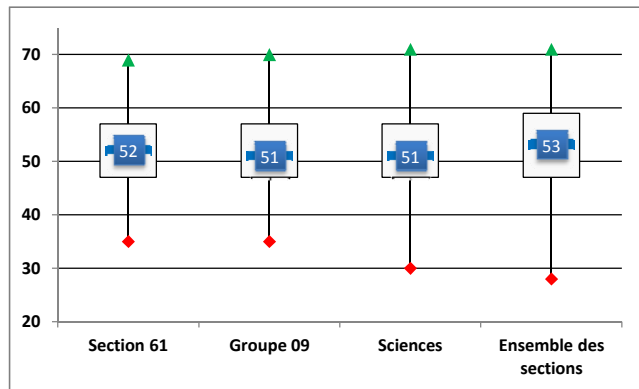 70
60
50
40
30
20
52
51
51
53
Section 61
Groupe 09
Sciences
Ensemble des
sections